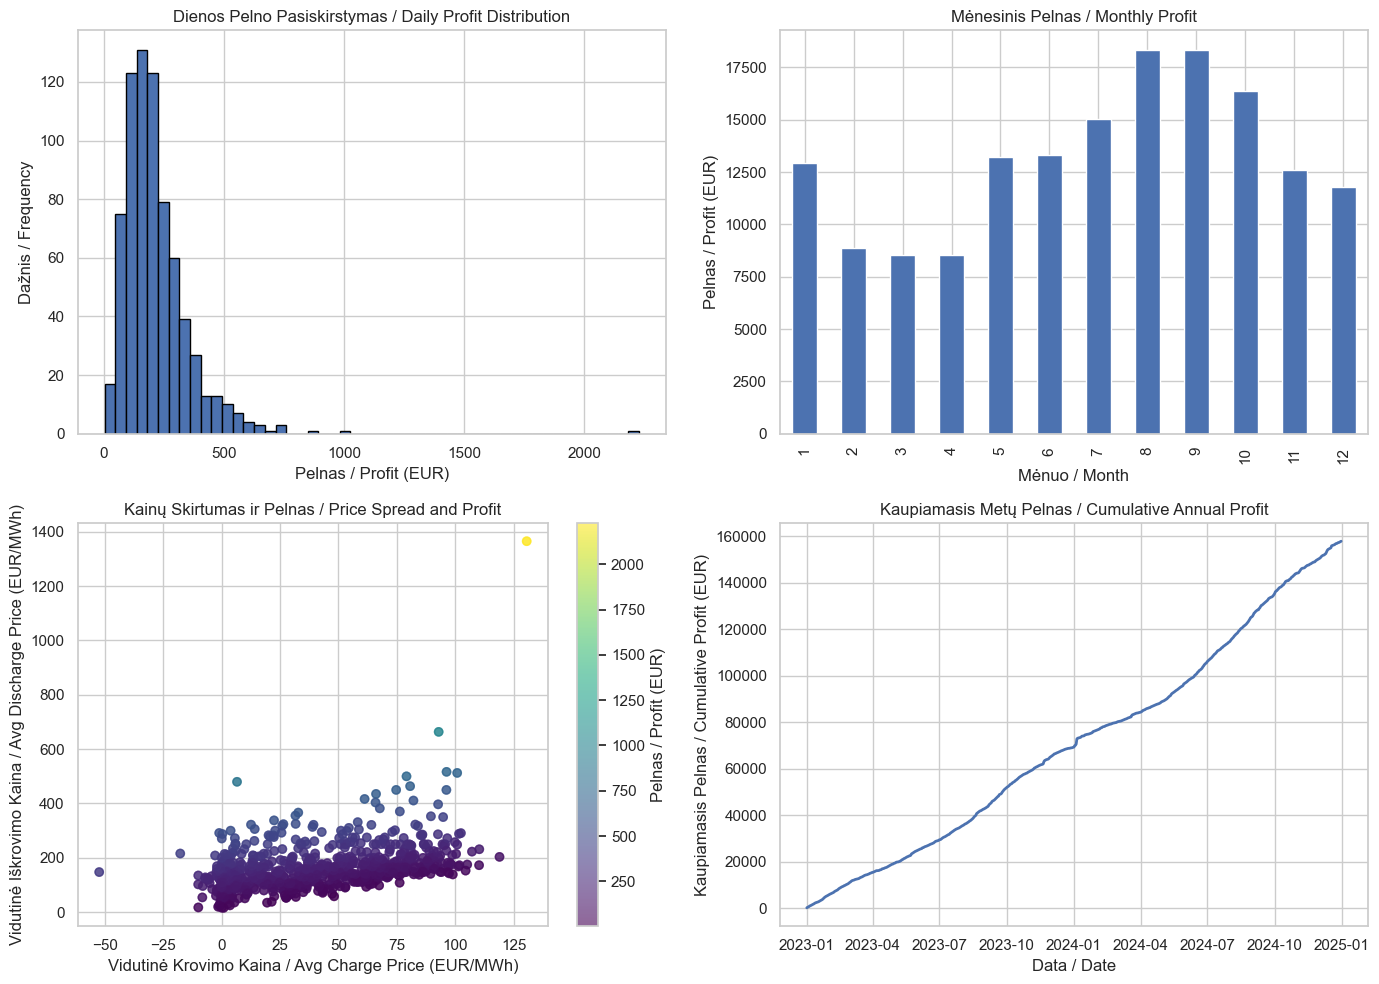 Dienos Pelno Pasiskirstymas / Daily Profit Distribution
Dažnis / Frequency
120
100
80
60
40
20
0
0 500 1000 1500 2000
Pelnas / Profit (EUR)
Mėnesinis Pelnas / Monthly Profit
Pelnas / Profit (EUR)
17500
15000
12500
10000
7500
5000
2500
0
1 2 3 4 5 6 7 8 9 10 11 12
Mėnuo / Month
Kainų Skirtumas ir Pelnas / Price Spread and Profit
Vidutinė Iškrovimo Kaina / Avg Discharge Price (EUR/MWh)
1400
1200
1000
800
600
400
200
0
−50 −25 0 25 50 75 100 125
Vidutinė Krovimo Kaina / Avg Charge Price (EUR/MWh)
2000
1750
1500
1250
1000
750
500
250
Pelnas / Profit (EUR)
Kaupiamasis Metų Pelnas / Cumulative Annual Profit
Kaupiamasis Pelnas / Cumulative Profit (EUR)
160000
140000
120000
100000
80000
60000
40000
20000
0
2023-01 2023-04 2023-07 2023-10 2024-01 2024-04 2024-07 2024-10 2025-01
Data / Date